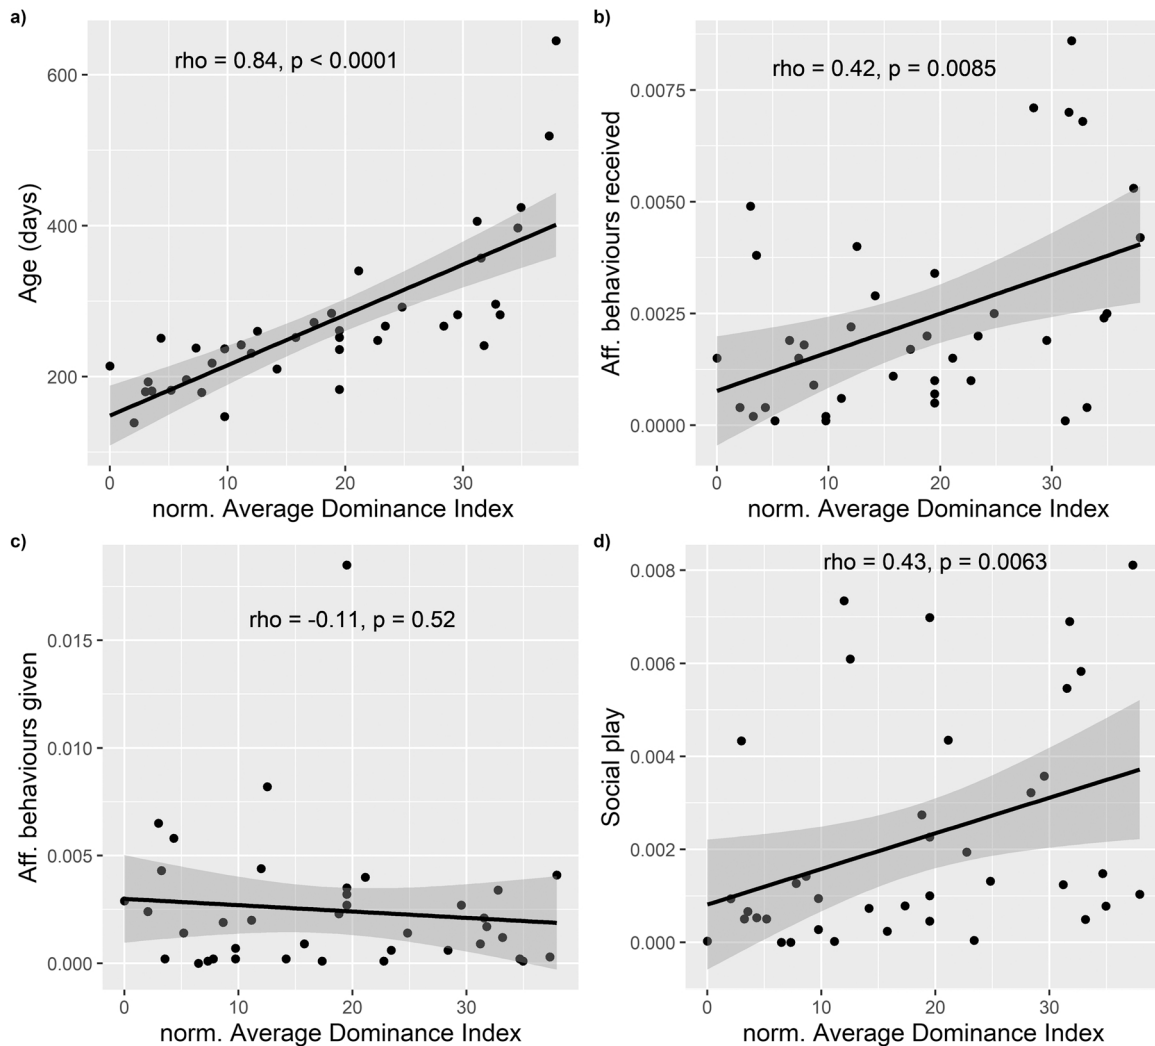 a)
rho = 0.84, p < 0.0001
600
400
200
Age (days)
0 10 20 30
norm. Average Dominance Index
b)
rho = 0.42, p = 0.0085
0.0075
0.0050
0.0025
0.0000
Aff. behaviours received
0 10 20 30
norm. Average Dominance Index
c)
rho = -0.11, p = 0.52
0.015
0.010
0.005
0.000
Aff. behaviours given
0 10 20 30
norm. Average Dominance Index
d)
rho = 0.43, p = 0.0063
0.008
0.006
0.004
0.002
0.000
Social play
0 10 20 30
norm. Average Dominance Index